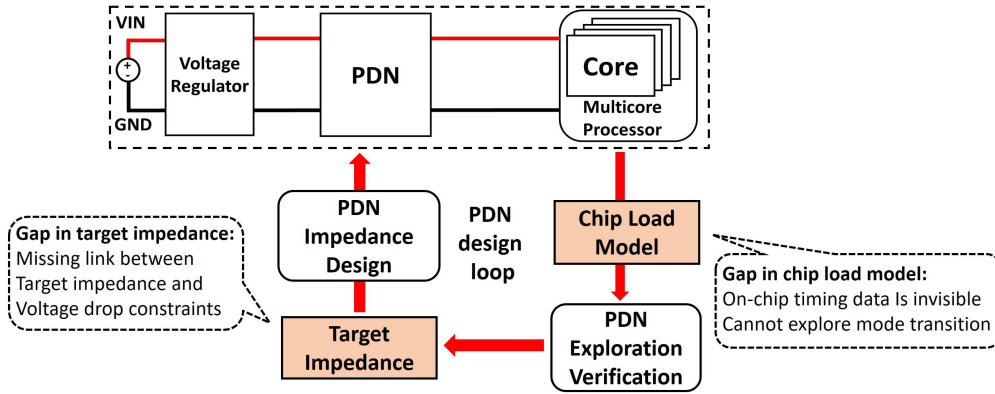 VIN
+
-
GND
Voltage
Regulator
PDN
Core
Multicore
Processor
PDN
Impedance
Design
PDN
design
loop
Chip Load
Model
Gap in target impedance:
Missing link between
Target impedance and
Voltage drop constraints
Gap in chip load model:
On-chip timing data Is invisible
Cannot explore mode transition
Target
Impedance
PDN
Exploration
Verification